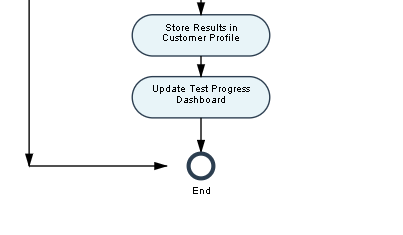 Store Results in
Customer Profile
Update Test Progress
Dashboard
End